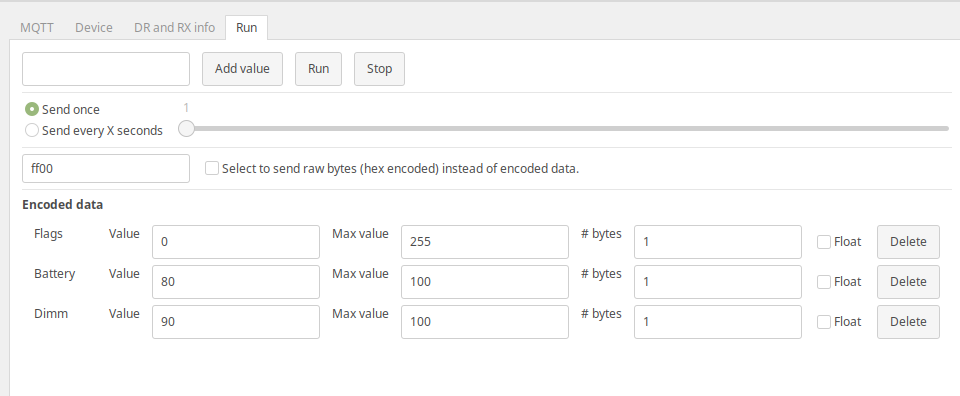 MQTT Device DR and RX info Run
Add value Run Stop
Send once 1
Send every X seconds
ff00 Select to send raw bytes (hex encoded) instead of encoded data.
Encoded data
Flags Value 0 Max value 255 # bytes 1 Float Delete
Battery Value 80 Max value 100 # bytes 1 Float Delete
Dimm Value 90 Max value 100 # bytes 1 Float Delete